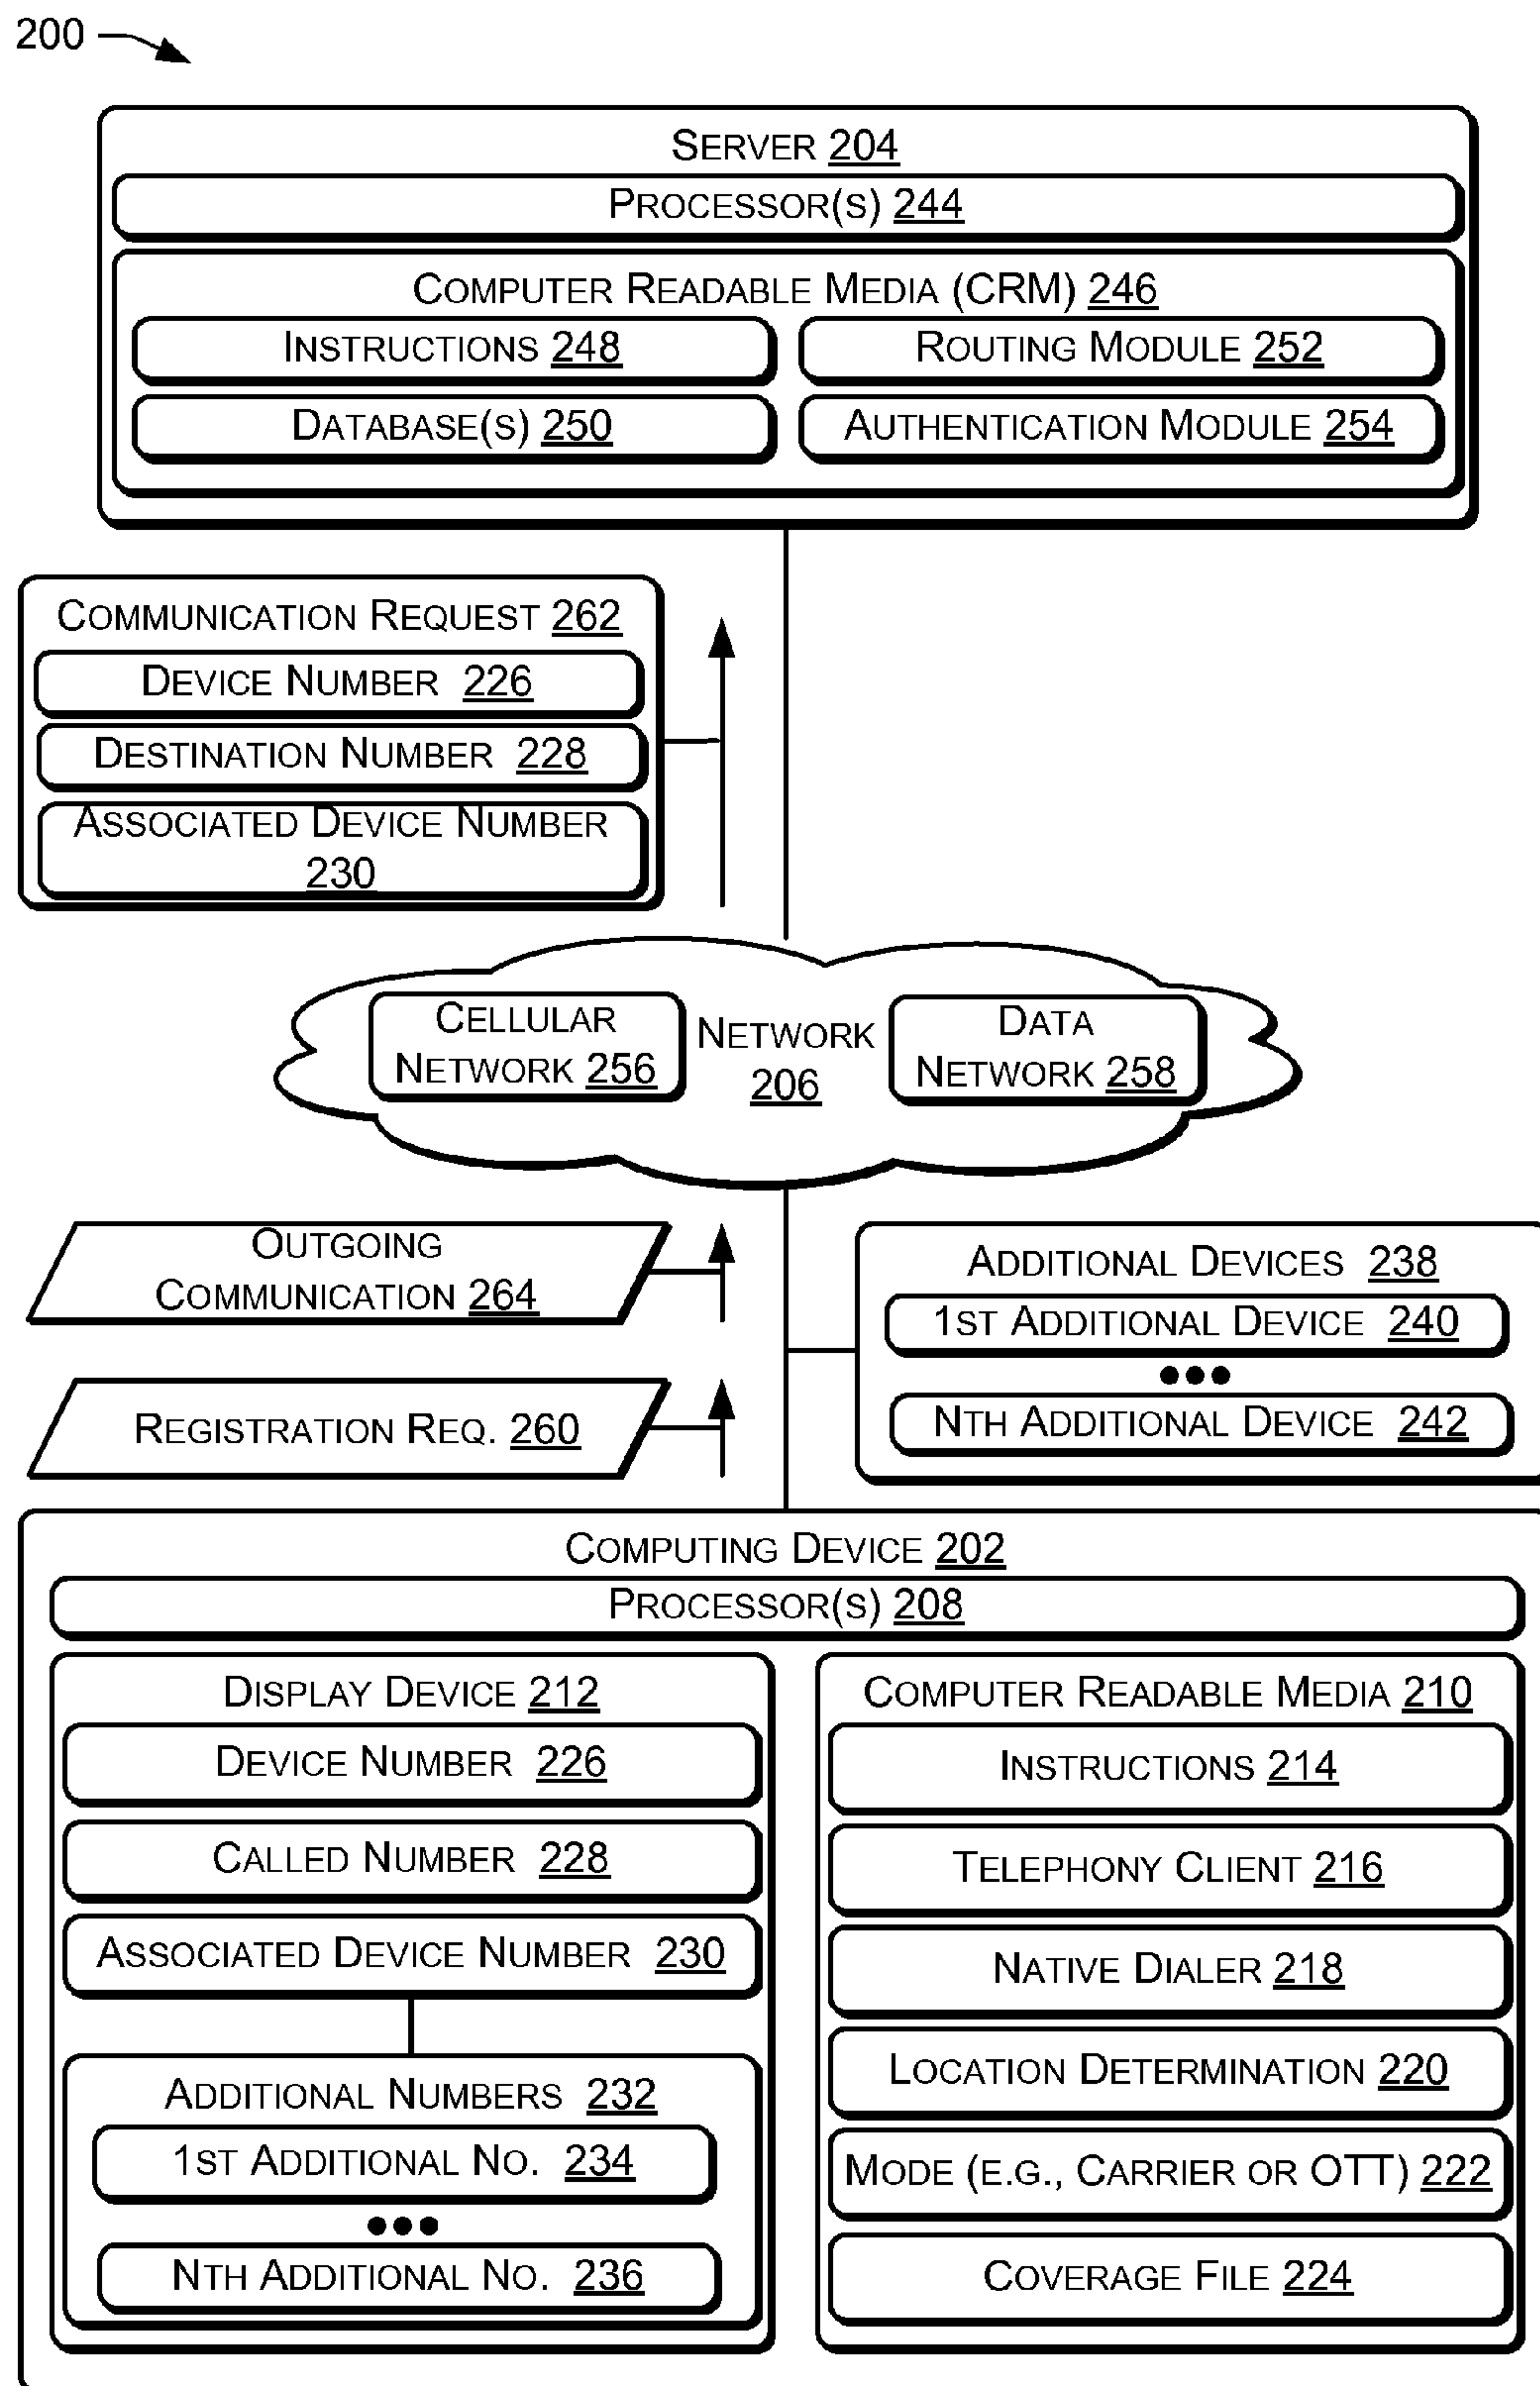 200
SERVER 204
PROCESSOR(S) 244
COMPUTER READABLE MEDIA (CRM) 246
INSTRUCTIONS 248
ROUTING MODULE 252
DATABASE(S) 250
AUTHENTICATION MODULE 254
COMMUNICATION REQUEST 262
DEVICE NUMBER 226
DESTINATION NUMBER 228
ASSOCIATED DEVICE NUMBER
230
CELLULAR
NETWORK 256
NETWORK
206
DATA
NETWORK 258
OUTGOING
COMMUNICATION 264
REGISTRATION REQ. 260
ADDITIONAL DEVICES 238
1ST ADDITIONAL DEVICE 240
NTH ADDITIONAL DEVICE 242
COMPUTING DEVICE 202
PROCESSOR(S) 208
DISPLAY DEVICE 212
DEVICE NUMBER 226
CALLED NUMBER 228
ASSOCIATED DEVICE NUMBER 230
ADDITIONAL NUMBERS 232
1ST ADDITIONAL NO. 234
NTH ADDITIONAL NO. 236
COMPUTER READABLE MEDIA 210
INSTRUCTIONS 214
TELEPHONY CLIENT 216
NATIVE DIALER 218
LOCATION DETERMINATION 220
MODE (E.G., CARRIER OR OTT) 222
COVERAGE FILE 224